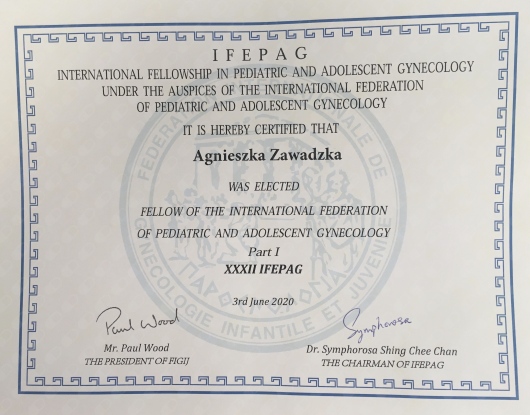 IFEPAG
INTERNATIONAL FELLOWSHIP IN PEDIATRIC AND ADOLESCENT GYNECOLOGY
UNDER THE AUSPICES OF THE INTERNATIONAL FEDERATION
OF PEDIATRIC AND ADOLESCENT GYNECOLOGY
IT IS HEREBY CERTIFIED THAT
Agnieszka Zawadzka
WAS ELECTED
FELLOW OF THE INTERNATIONAL FEDERATION
OF PEDIATRIC AND ADOLESCENT GYNECOLOGY
Part I
XXXII IFEPAG
3rd June 2020
Paul Wood
Symphorosa
Mr. Paul Wood
Dr. Symphorosa Shing Chee Chan
THE PRESIDENT OF FIGIJ
THE CHAIRMAN OF IFEPAG
INFANTILE ET JUVENILE